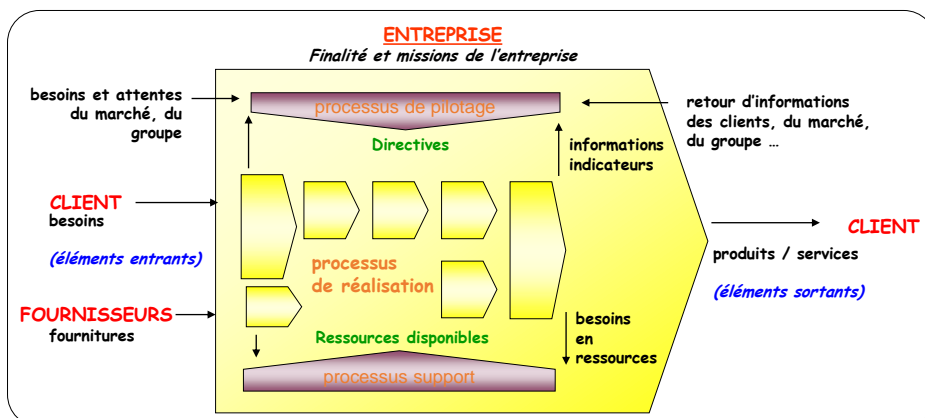 ENTREPRISE
Finalité et missions de l'entreprise
besoins et attentes
du marché, du
groupe
processus de pilotage
retour d'informations
des clients, du marché,
du groupe …
Directives
informations
indicateurs
CLIENT
besoins
(éléments entrants)
processus
de réalisation
CLIENT
produits / services
(éléments sortants)
FOURNISSEURS
fournitures
Ressources disponibles
besoins
en
ressources
processus support